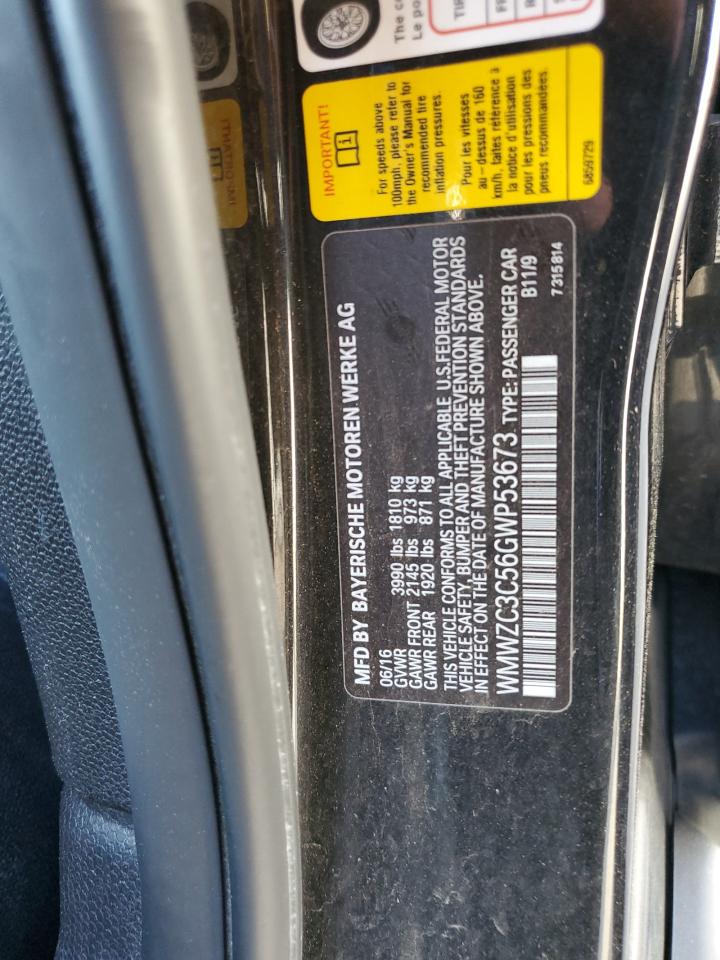 The
Le
TIR
IMPORTANT!
For speeds above
100mph, please refer to
the Owner's Manual for
recommended tire
inflation pressures.
Pour les vitesses
au-dessus de 160
km/h, faites référence à
la notice d'utilisation
pour les pressions des
pneus recommandées.
6859729
MFD BY BAYERISCHE MOTOREN WERKE AG
06/16
GVWR 3990 lbs 1810 kg
GAWR FRONT 2145 lbs 973 kg
GAWR REAR 1920 lbs 871 kg
THIS VEHICLE CONFORMS TO ALL APPLICABLE U.S.FEDERAL MOTOR
VEHICLE SAFETY, BUMPER AND THEFT PREVENTION STANDARDS
IN EFFECT ON THE DATE OF MANUFACTURE SHOWN ABOVE.
WMWZC3C56GWP53673 TYPE: PASSENGER CAR
B11/9
7315814